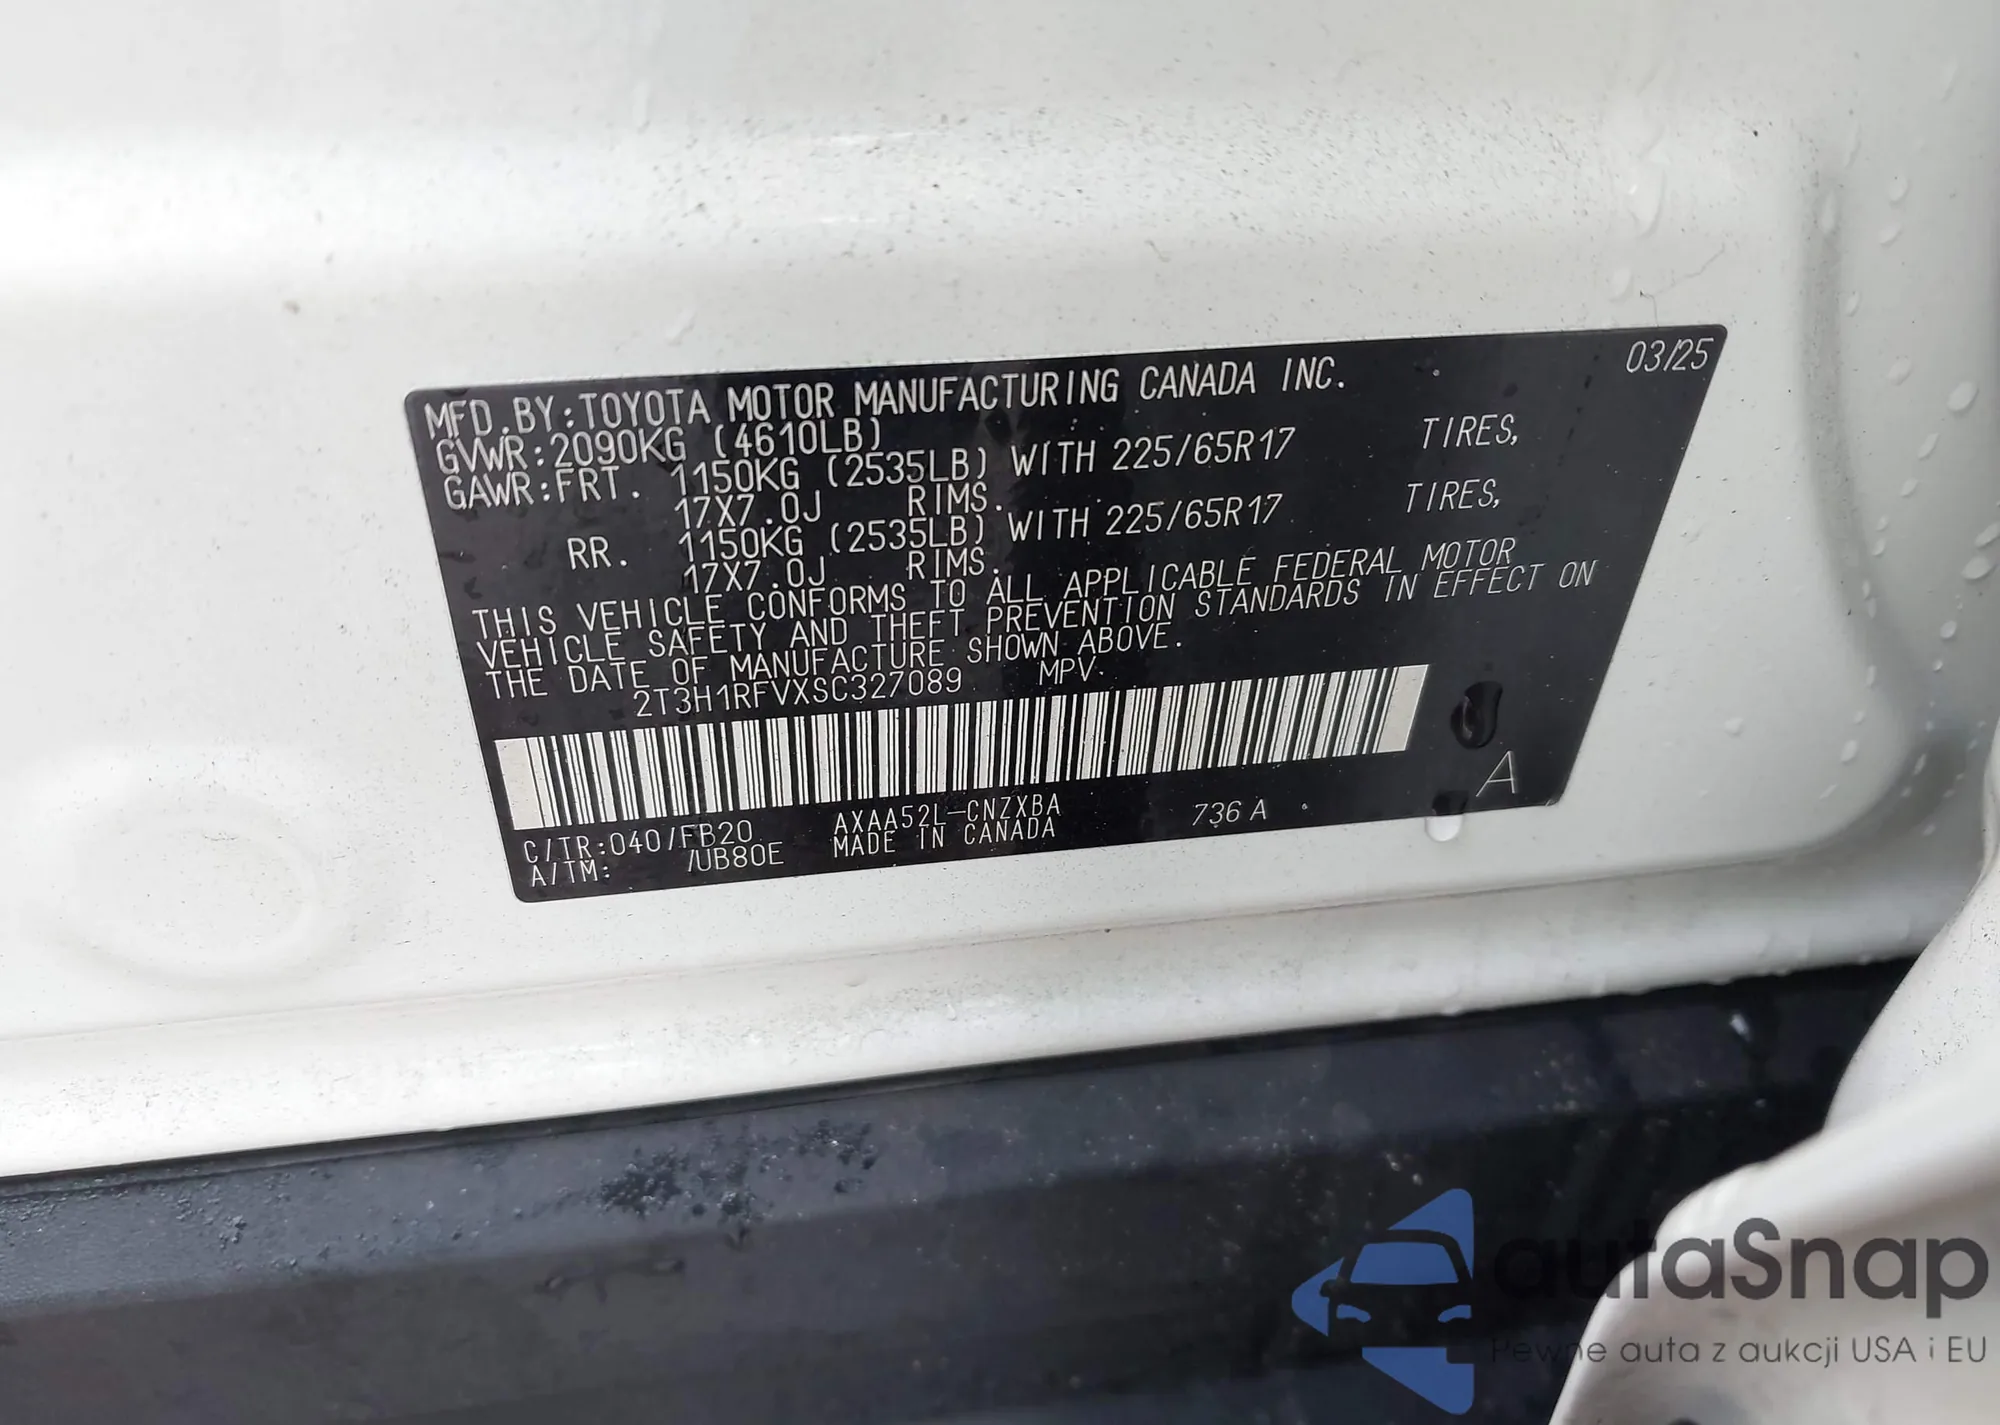 MFD.BY:TOYOTA MOTOR MANUFACTURING CANADA INC. 03/25
GVWR:2090KG (4610LB)
GAWR:FRT. 1150KG (2535LB) WITH 225/65R17 TIRES,
17X7.0J RIMS.
RR. 1150KG (2535LB) WITH 225/65R17 TIRES,
17X7.0J RIMS.
THIS VEHICLE CONFORMS TO ALL APPLICABLE FEDERAL MOTOR
VEHICLE SAFETY AND THEFT PREVENTION STANDARDS IN EFFECT ON
THE DATE OF MANUFACTURE SHOWN ABOVE.
2T3H1RFVXSC327089 MPV
A
C/TR:040/FB20 AXAA52L-CNZXBA 736 A
A/TM: /UB80E MADE IN CANADA
autaSnap
Pewne auta z aukcji USA i EU